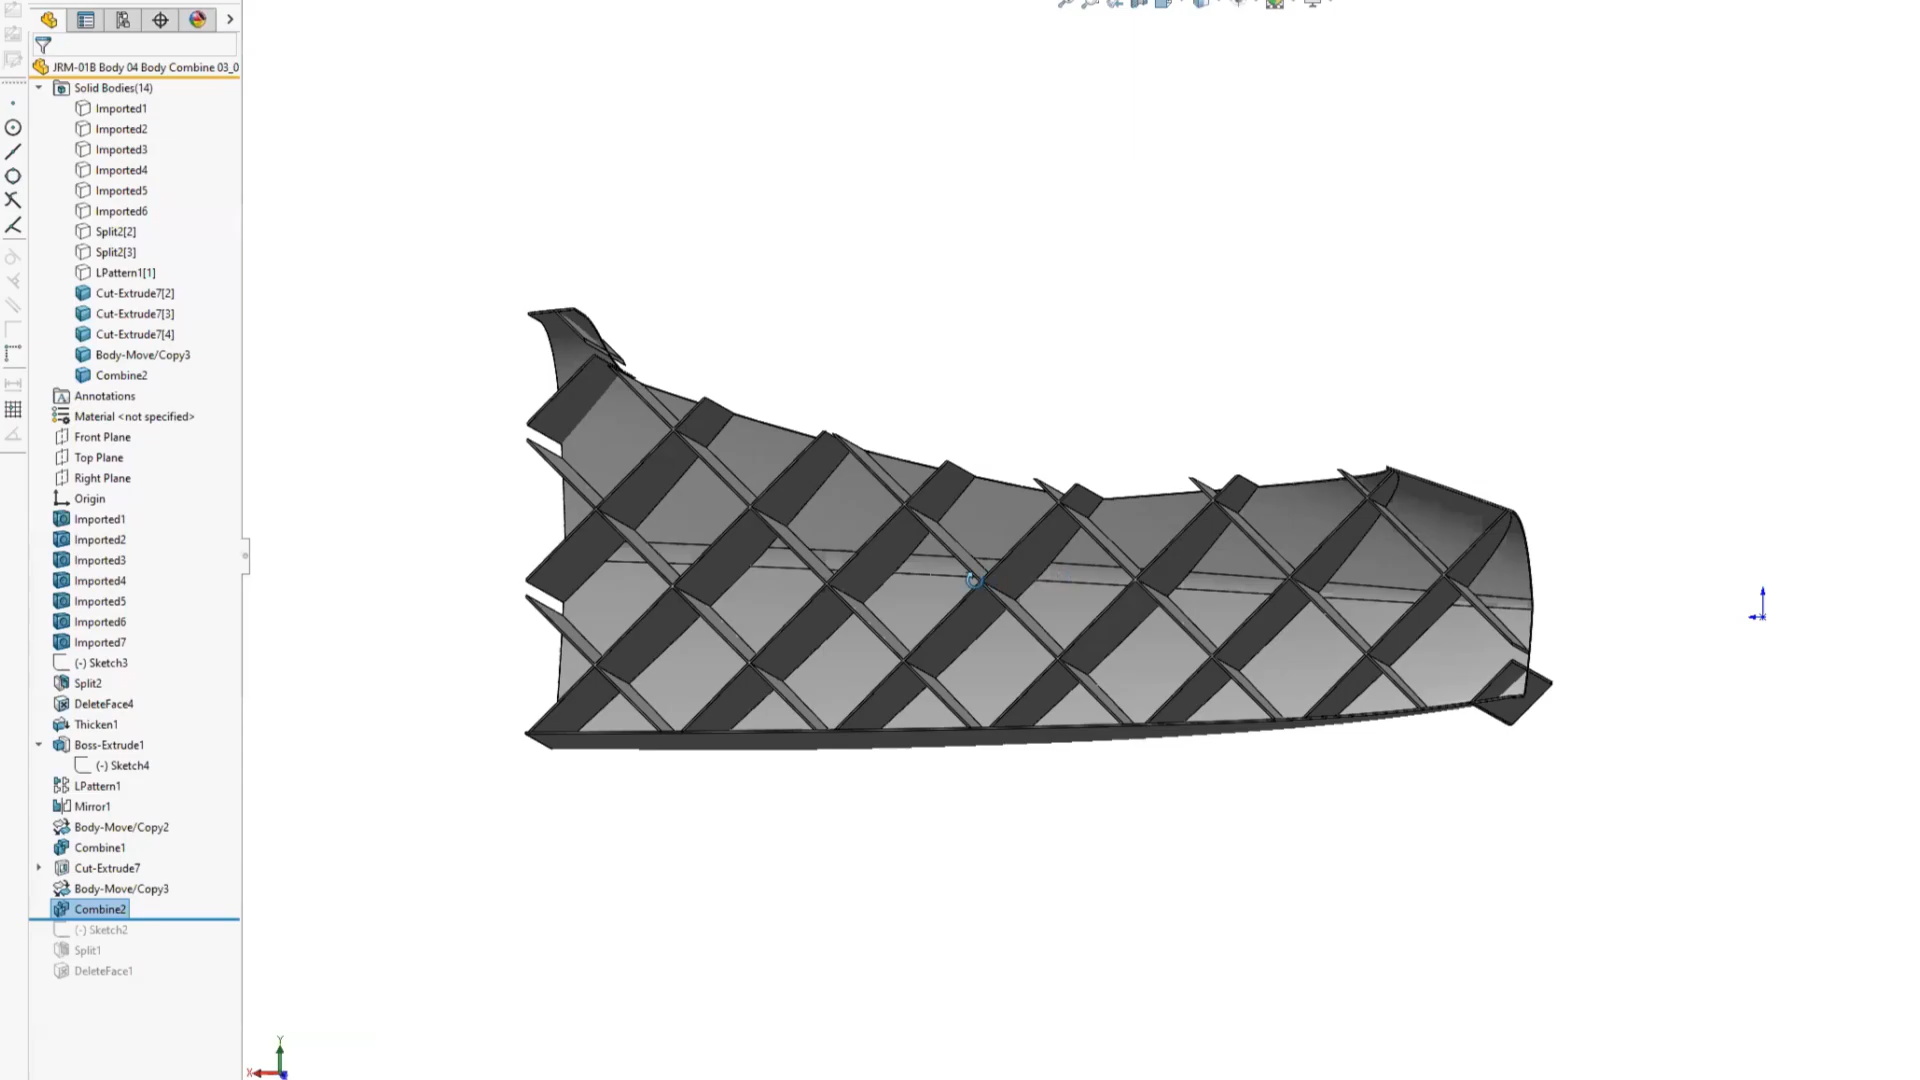 JRM-01B Body 04 Body Combine 03_0
Solid Bodies(14)
Imported1
Imported2
Imported3
Imported4
Imported5
Imported6
Split2[2]
Split2[3]
LPattern1[1]
Cut-Extrude7[2]
Cut-Extrude7[3]
Cut-Extrude7[4]
Body-Move/Copy3
Combine2
Annotations
Material <not specified>
Front Plane
Top Plane
Right Plane
Origin
Imported1
Imported2
Imported3
Imported4
Imported5
Imported6
Imported7
(-) Sketch3
Split2
DeleteFace4
Thicken1
Boss-Extrude1
(-) Sketch4
LPattern1
Mirror1
Body-Move/Copy2
Combine1
Cut-Extrude7
Body-Move/Copy3
Combine2
(-) Sketch2
Split1
DeleteFace1
Y
X